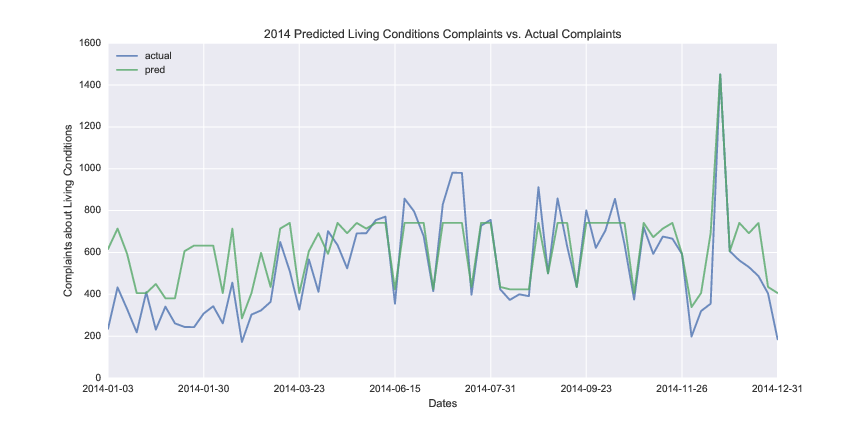 2014 Predicted Living Conditions Complaints vs. Actual Complaints
1600
1400
1200
1000
800
600
400
200
0
Complaints about Living Conditions
actual
pred
2014-01-03 2014-01-30 2014-03-23 2014-06-15 2014-07-31 2014-09-23 2014-11-26 2014-12-31
Dates